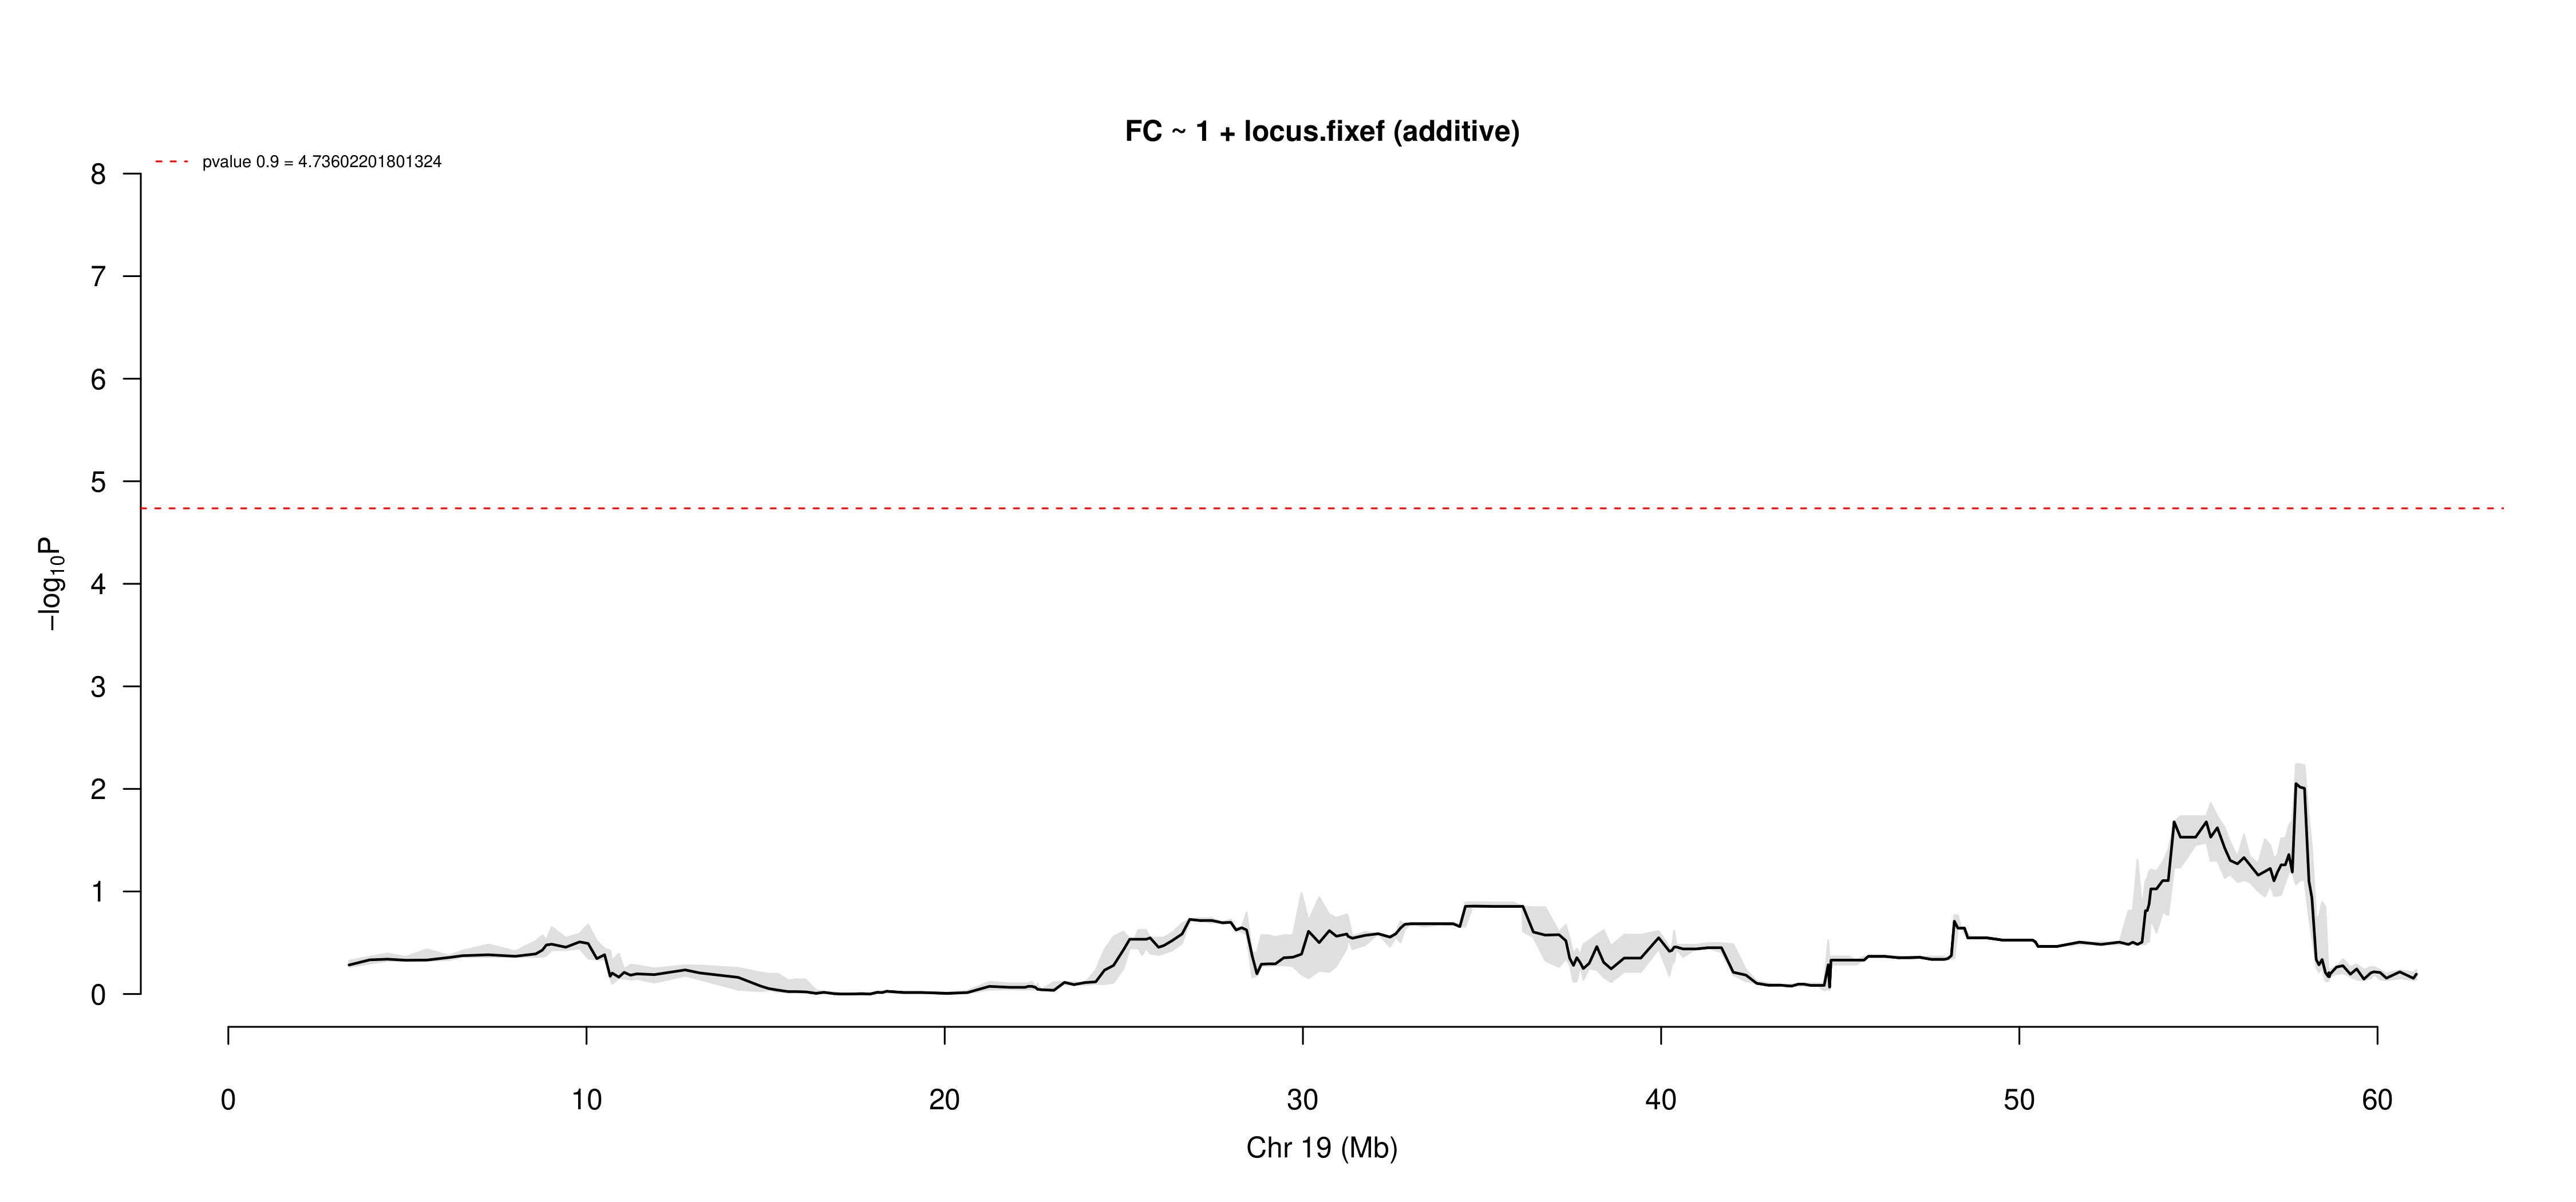 FC ~ 1 + locus.fixef (additive)
pvalue 0.9 = 4.73602201801324
8
7
6
5
4
3
2
1
0
−log10P
0 10 20 30 40 50 60
Chr 19 (Mb)